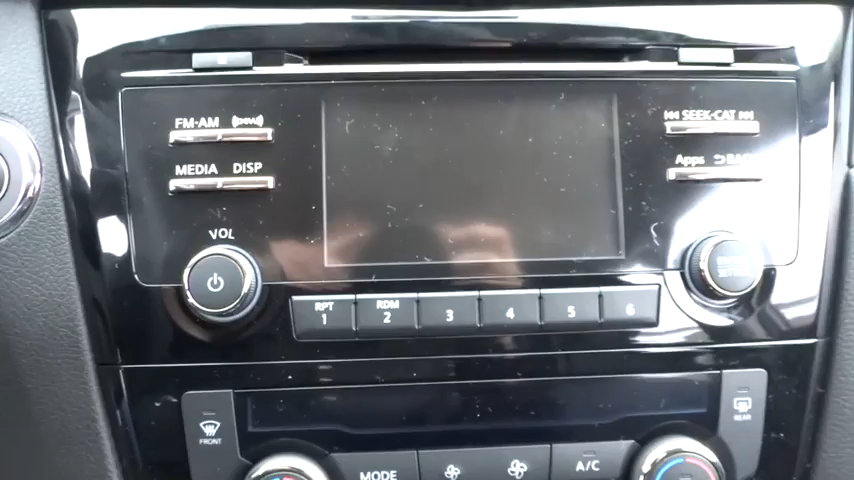 FM·AM
SEEK·CAT
MEDIA DISP
Apps BACK
VOL
RPT RDM
1 2 3 4 5 6
FRONT
REAR
MODE
A/C